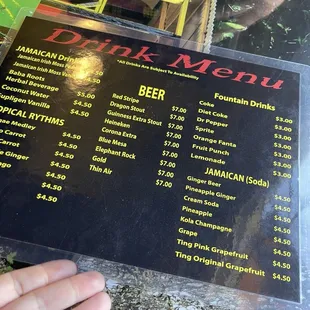 Drink Menu
*All Drinks Are Subject To Availability
JAMAICAN Drinks
Jamaican Irish Moss
Jamaican Irish Moss
Baba Roots $5.00
Herbal Beverage $4.50
Coconut Water $4.50
Supligen Vanilla $4.50
TROPICAL RYTHMS
Medley $4.50
Carrot $4.50
Carrot $4.50
Ginger $4.50
$4.50
$4.50
BEER
Red Stripe $7.00
Dragon Stout $7.00
Guinness Extra Stout $7.00
Heineken $7.00
Corona Extra $7.00
Blue Mesa $7.00
Elephant Rock $7.00
Gold $7.00
Thin Air $7.00
Fountain Drinks
Coke $3.00
Diet Coke $3.00
Dr Pepper $3.00
Sprite $3.00
Orange Fanta $3.00
Fruit Punch $3.00
Lemonade $3.00
JAMAICAN (Soda)
Ginger Beer $4.50
Pineapple Ginger $4.50
Cream Soda $4.50
Pineapple $4.50
Kola Champagne $4.50
Grape $4.50
Ting Pink Grapefruit $4.50
Ting Original Grapefruit $4.50